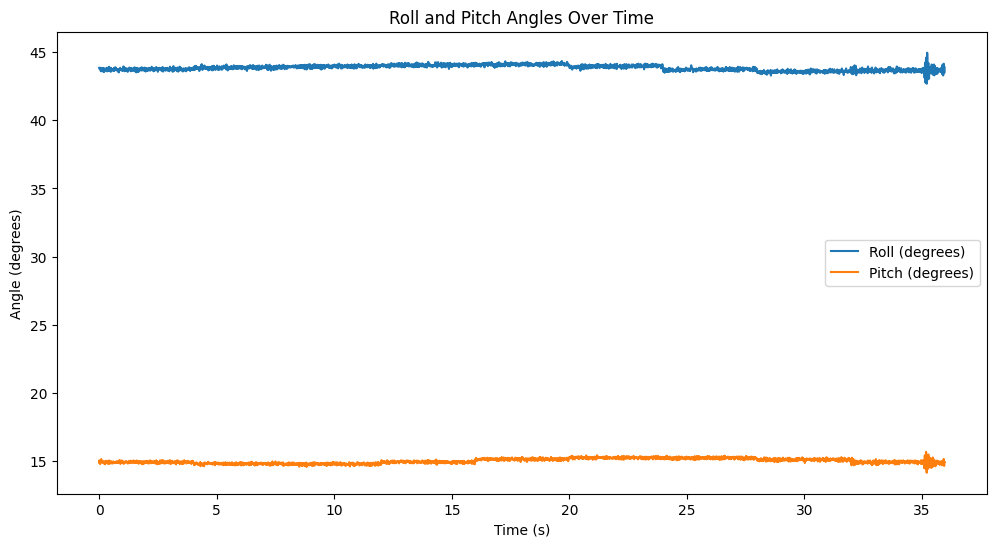 Roll and Pitch Angles Over Time
Angle (degrees)
45
40
35
30
25
20
15
Roll (degrees)
Pitch (degrees)
0 5 10 15 20 25 30 35
Time (s)